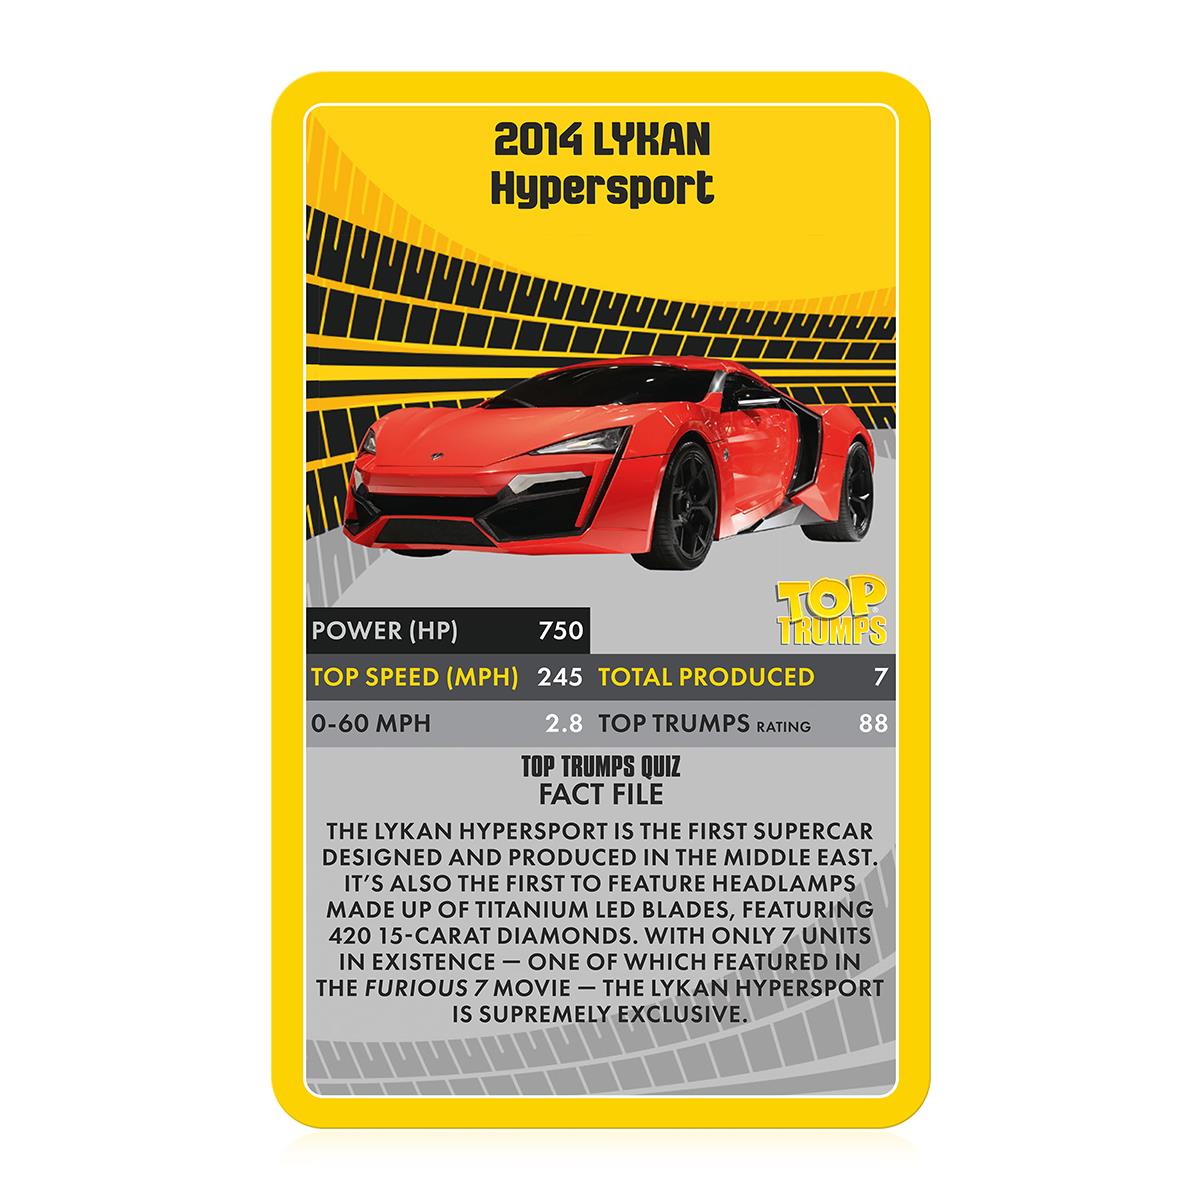 2014 LYKAN
Hypersport
TOP
TRUMPS
POWER (HP) 750
TOP SPEED (MPH) 245 TOTAL PRODUCED 7
0-60 MPH 2.8 TOP TRUMPS RATING 88
TOP TRUMPS QUIZ
FACT FILE
THE LYKAN HYPERSPORT IS THE FIRST SUPERCAR
DESIGNED AND PRODUCED IN THE MIDDLE EAST.
IT'S ALSO THE FIRST TO FEATURE HEADLAMPS
MADE UP OF TITANIUM LED BLADES, FEATURING
420 15-CARAT DIAMONDS. WITH ONLY 7 UNITS
IN EXISTENCE — ONE OF WHICH FEATURED IN
THE FURIOUS 7 MOVIE — THE LYKAN HYPERSPORT
IS SUPREMELY EXCLUSIVE.